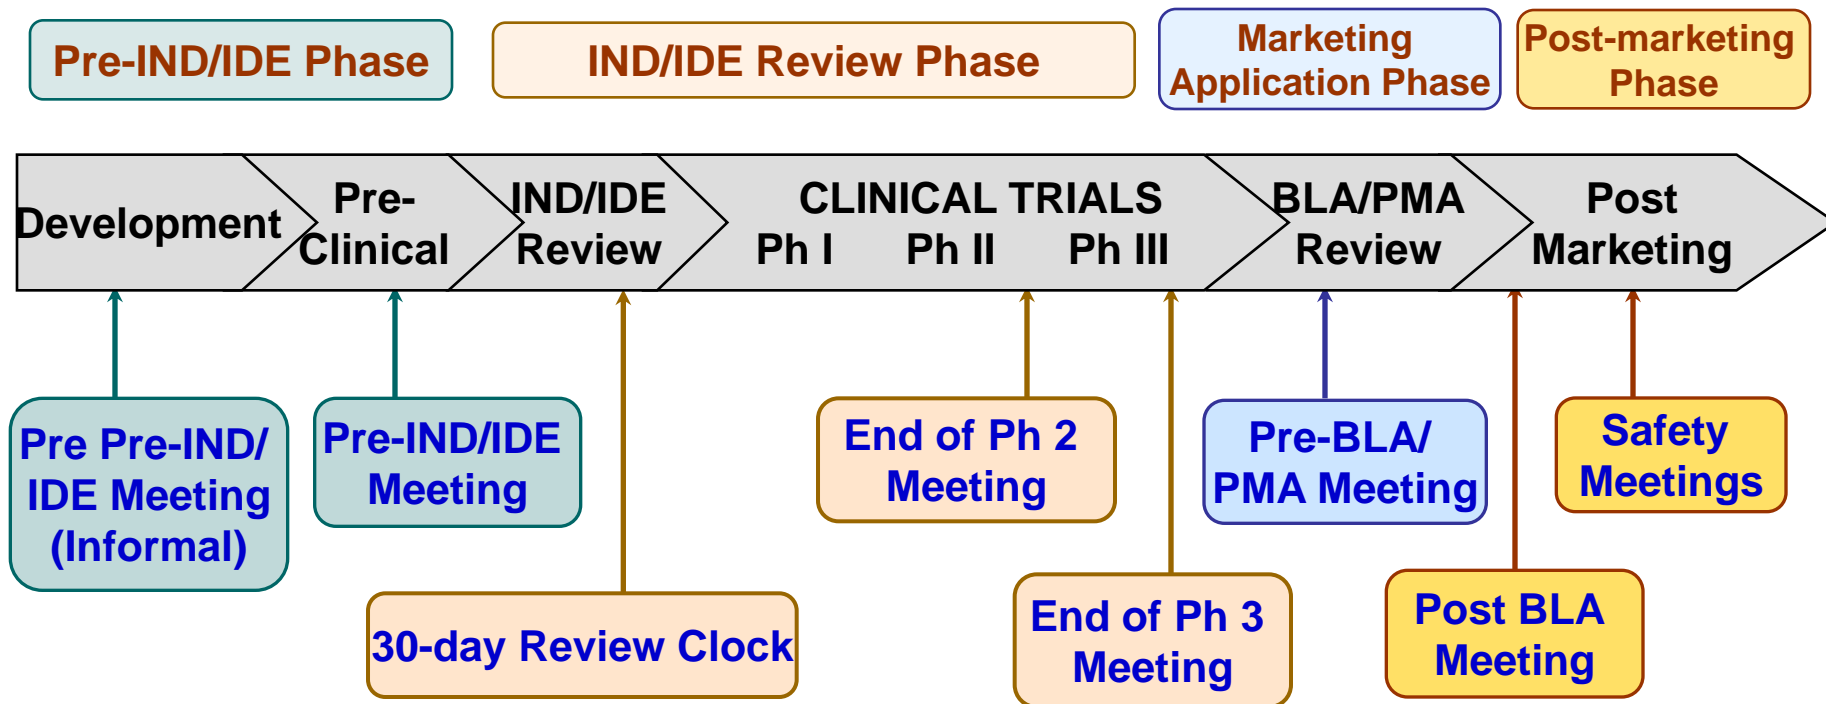 Pre-IND/IDE Phase
IND/IDE Review Phase
Marketing
Application Phase
Post-marketing
Phase
Development
Pre-
Clinical
IND/IDE
Review
CLINICAL TRIALS
Ph I Ph II Ph III
BLA/PMA
Review
Post
Marketing
Pre Pre-IND/
IDE Meeting
(Informal)
Pre-IND/IDE
Meeting
30-day Review Clock
End of Ph 2
Meeting
End of Ph 3
Meeting
Pre-BLA/
PMA Meeting
Post BLA
Meeting
Safety
Meetings